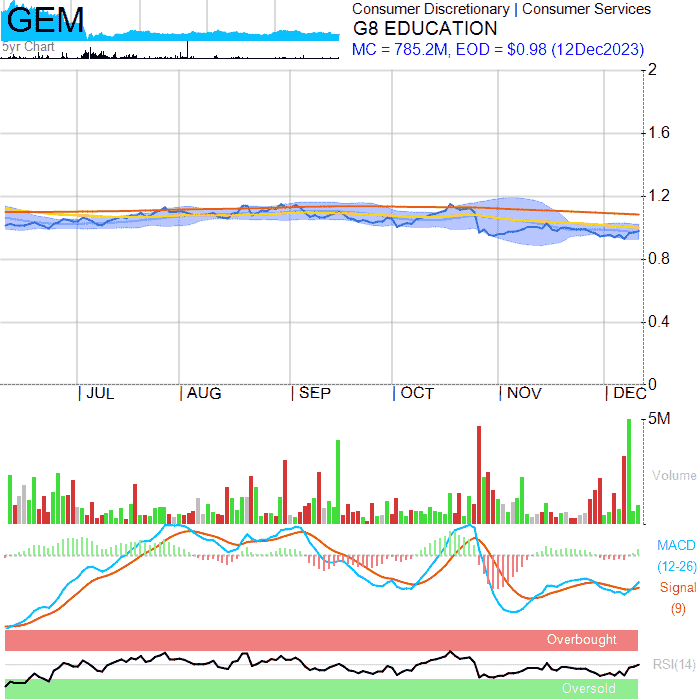 GEM
5yr Chart
Consumer Discretionary | Consumer Services
G8 EDUCATION
MC = 785.2M, EOD = $0.98 (12Dec2023)
2
1.6
1.2
0.8
0.4
0
| JUL | AUG | SEP | OCT | NOV | DEC
5M
Volume
MACD
(12-26)
Signal
(9)
Overbought
RSI(14)
Oversold